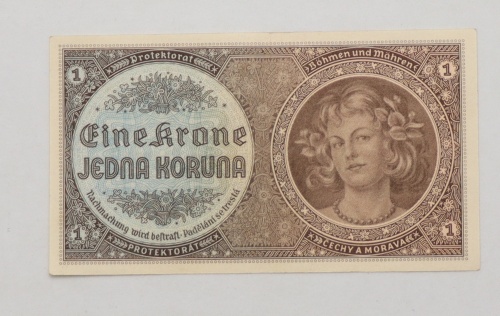 1
Protektorat
Böhmen und Mähren
1
Eine Krone
JEDNA KORUNA
Nachmachung wird bestraft · Padělání se trestá
1
PROTEKTORÁT
ČECHY A MORAVA
1